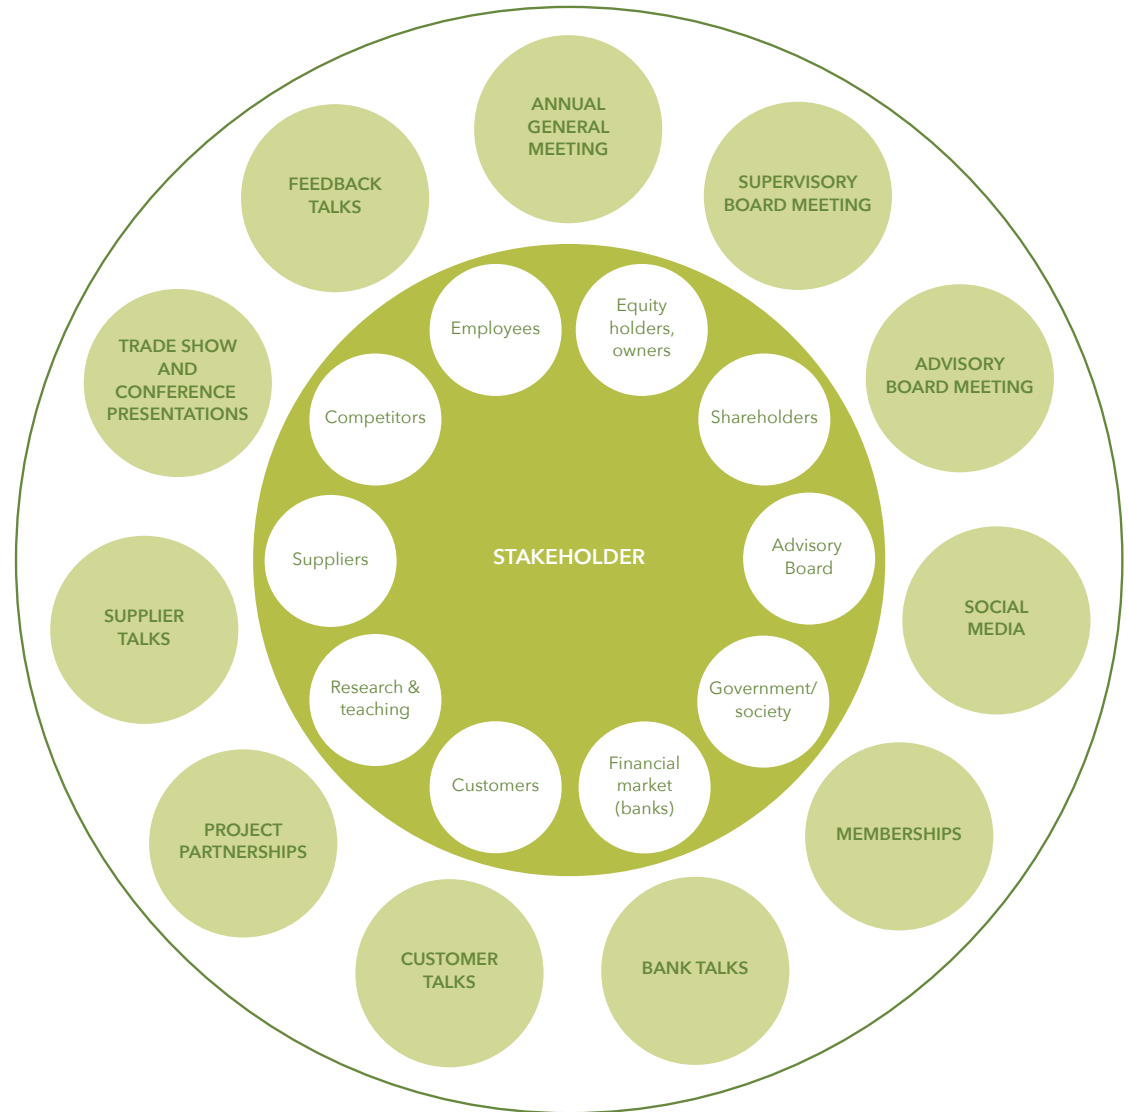 ANNUAL
GENERAL
MEETING
SUPERVISORY
BOARD MEETING
ADVISORY
BOARD MEETING
SOCIAL
MEDIA
MEMBERSHIPS
BANK TALKS
CUSTOMER
TALKS
PROJECT
PARTNERSHIPS
SUPPLIER
TALKS
TRADE SHOW
AND
CONFERENCE
PRESENTATIONS
FEEDBACK
TALKS
Employees
Equity
holders,
owners
Shareholders
Advisory
Board
Government/
society
Financial
market
(banks)
Customers
Research &
teaching
Suppliers
Competitors
STAKEHOLDER